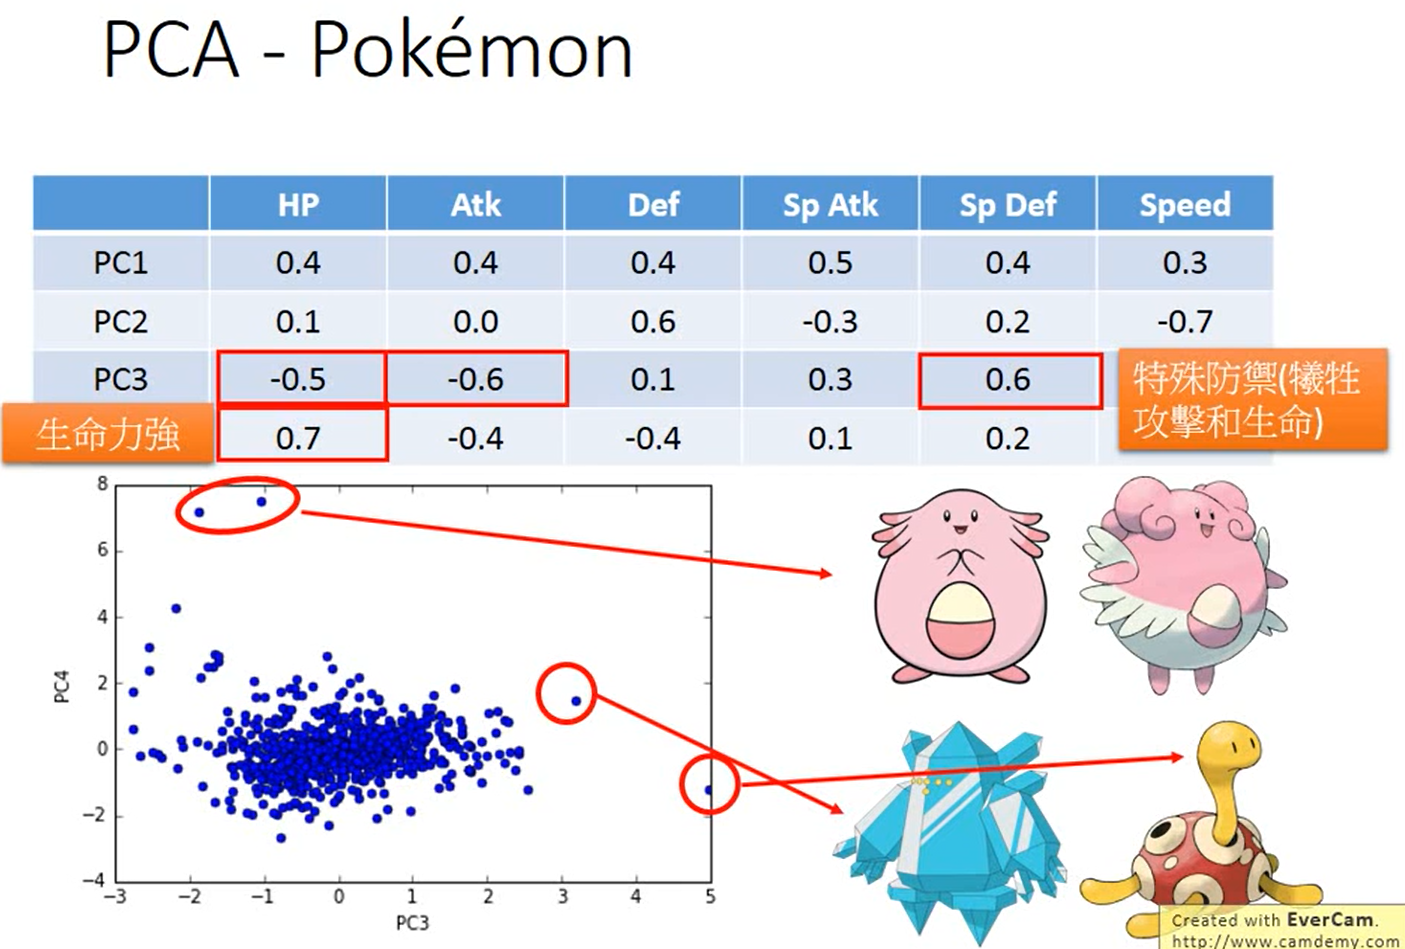 PCA - Pokémon
HP Atk Def Sp Atk Sp Def Speed
PC1 0.4 0.4 0.4 0.5 0.4 0.3
PC2 0.1 0.0 0.6 -0.3 0.2 -0.7
PC3 -0.5 -0.6 0.1 0.3 0.6
特殊防禦(犧牲
攻擊和生命)
生命力強 0.7 -0.4 -0.4 0.1 0.2
8
6
4
2
0
−2
−4
PC4
−3 −2 −1 0 1 2 3 4 5
PC3
Created with EverCam.
http://www.camdemy.com